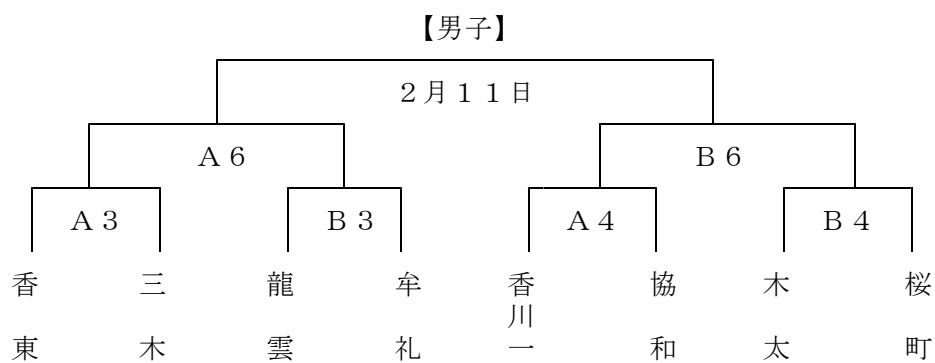 【男子】
２月１１日
Ａ６ Ｂ６
Ａ３ Ｂ３ Ａ４ Ｂ４
香東 三木 龍雲 牟礼 香川一 協和 木太 桜町